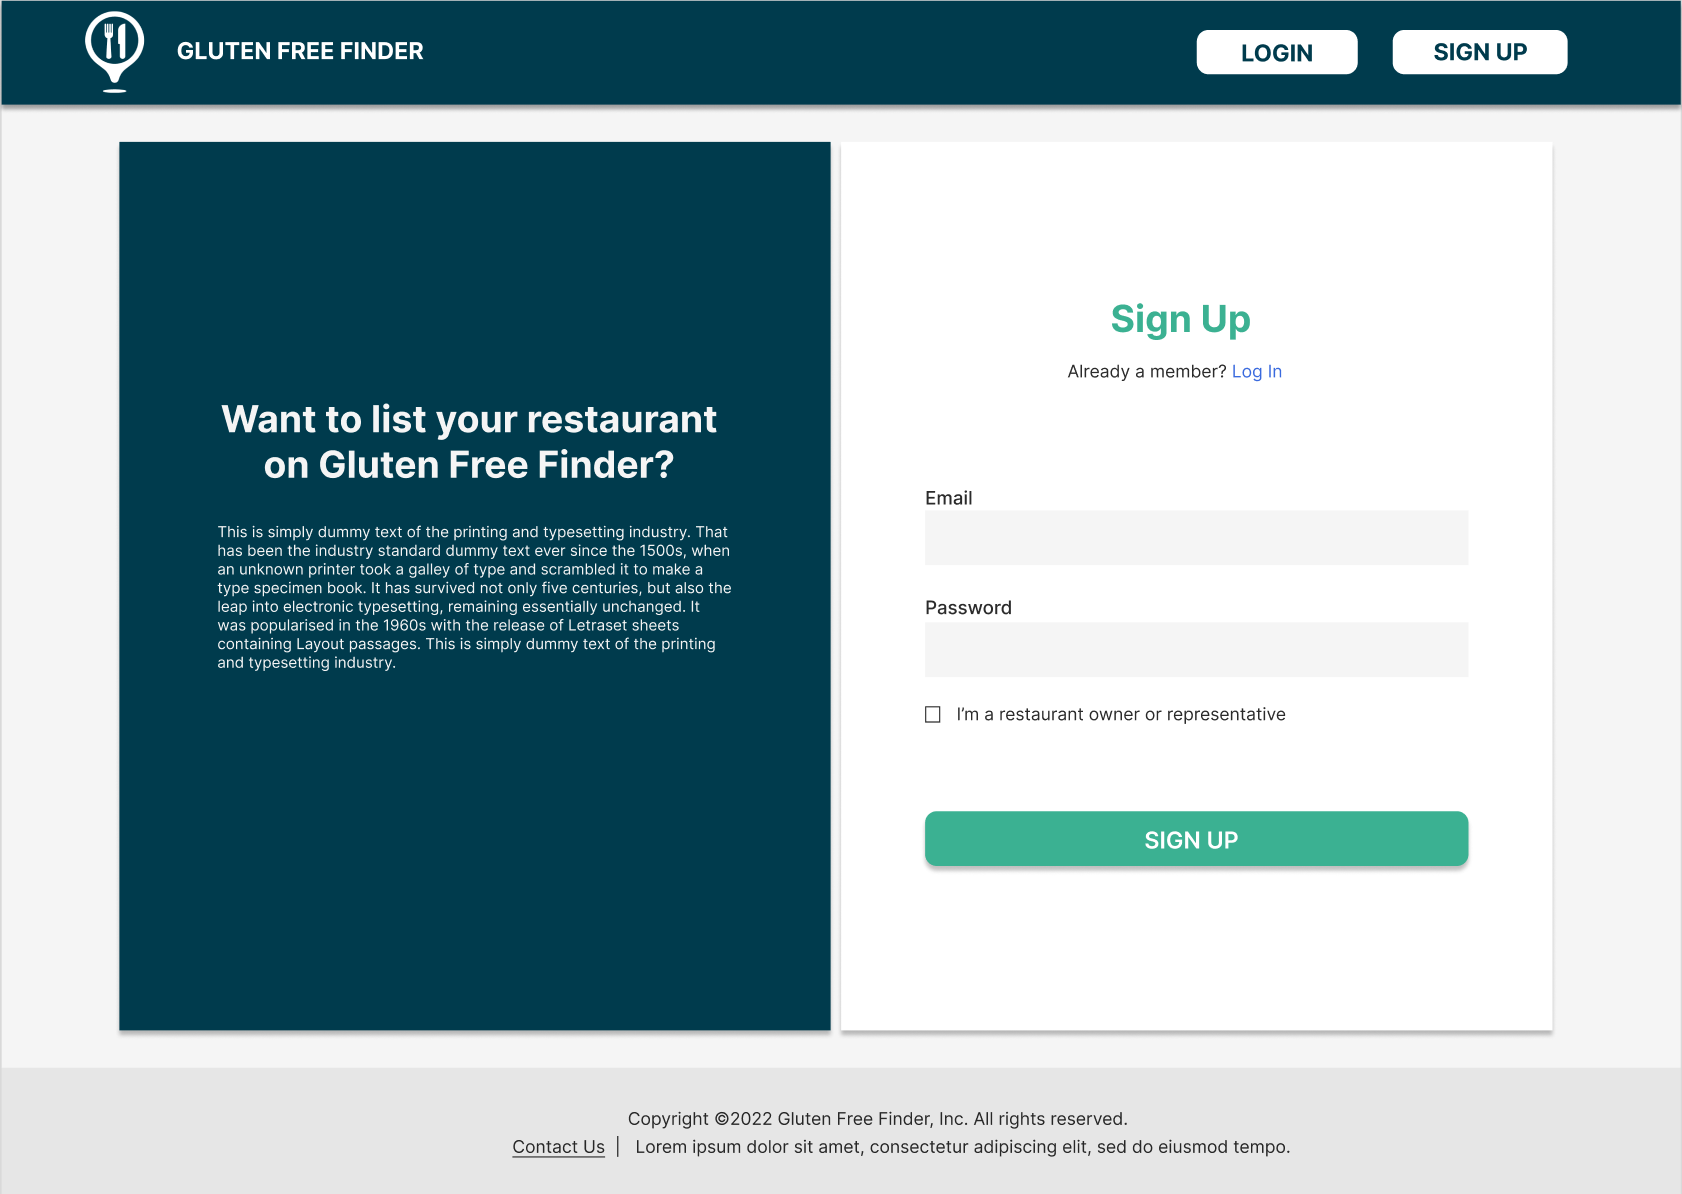 GLUTEN FREE FINDER
LOGIN
SIGN UP
Want to list your restaurant
on Gluten Free Finder?
This is simply dummy text of the printing and typesetting industry. That
has been the industry standard dummy text ever since the 1500s, when
an unknown printer took a galley of type and scrambled it to make a
type specimen book. It has survived not only five centuries, but also the
leap into electronic typesetting, remaining essentially unchanged. It
was popularised in the 1960s with the release of Letraset sheets
containing Layout passages. This is simply dummy text of the printing
and typesetting industry.
Sign Up
Already a member? Log In
Email
Password
I'm a restaurant owner or representative
SIGN UP
Copyright ©2022 Gluten Free Finder, Inc. All rights reserved.
Contact Us | Lorem ipsum dolor sit amet, consectetur adipiscing elit, sed do eiusmod tempo.